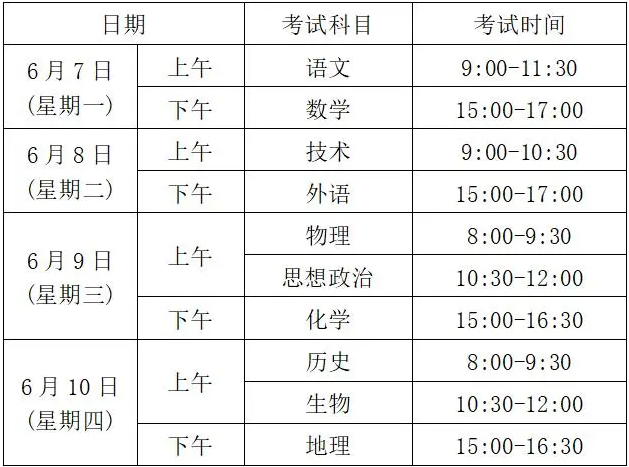 日期 考试科目 考试时间
6月7日 上午 语文 9:00-11:30
(星期一) 下午 数学 15:00-17:00
6月8日 上午 技术 9:00-10:30
(星期二) 下午 外语 15:00-17:00
6月9日 上午 物理 8:00-9:30
(星期三) 思想政治 10:30-12:00
下午 化学 15:00-16:30
6月10日 上午 历史 8:00-9:30
(星期四) 生物 10:30-12:00
下午 地理 15:00-16:30